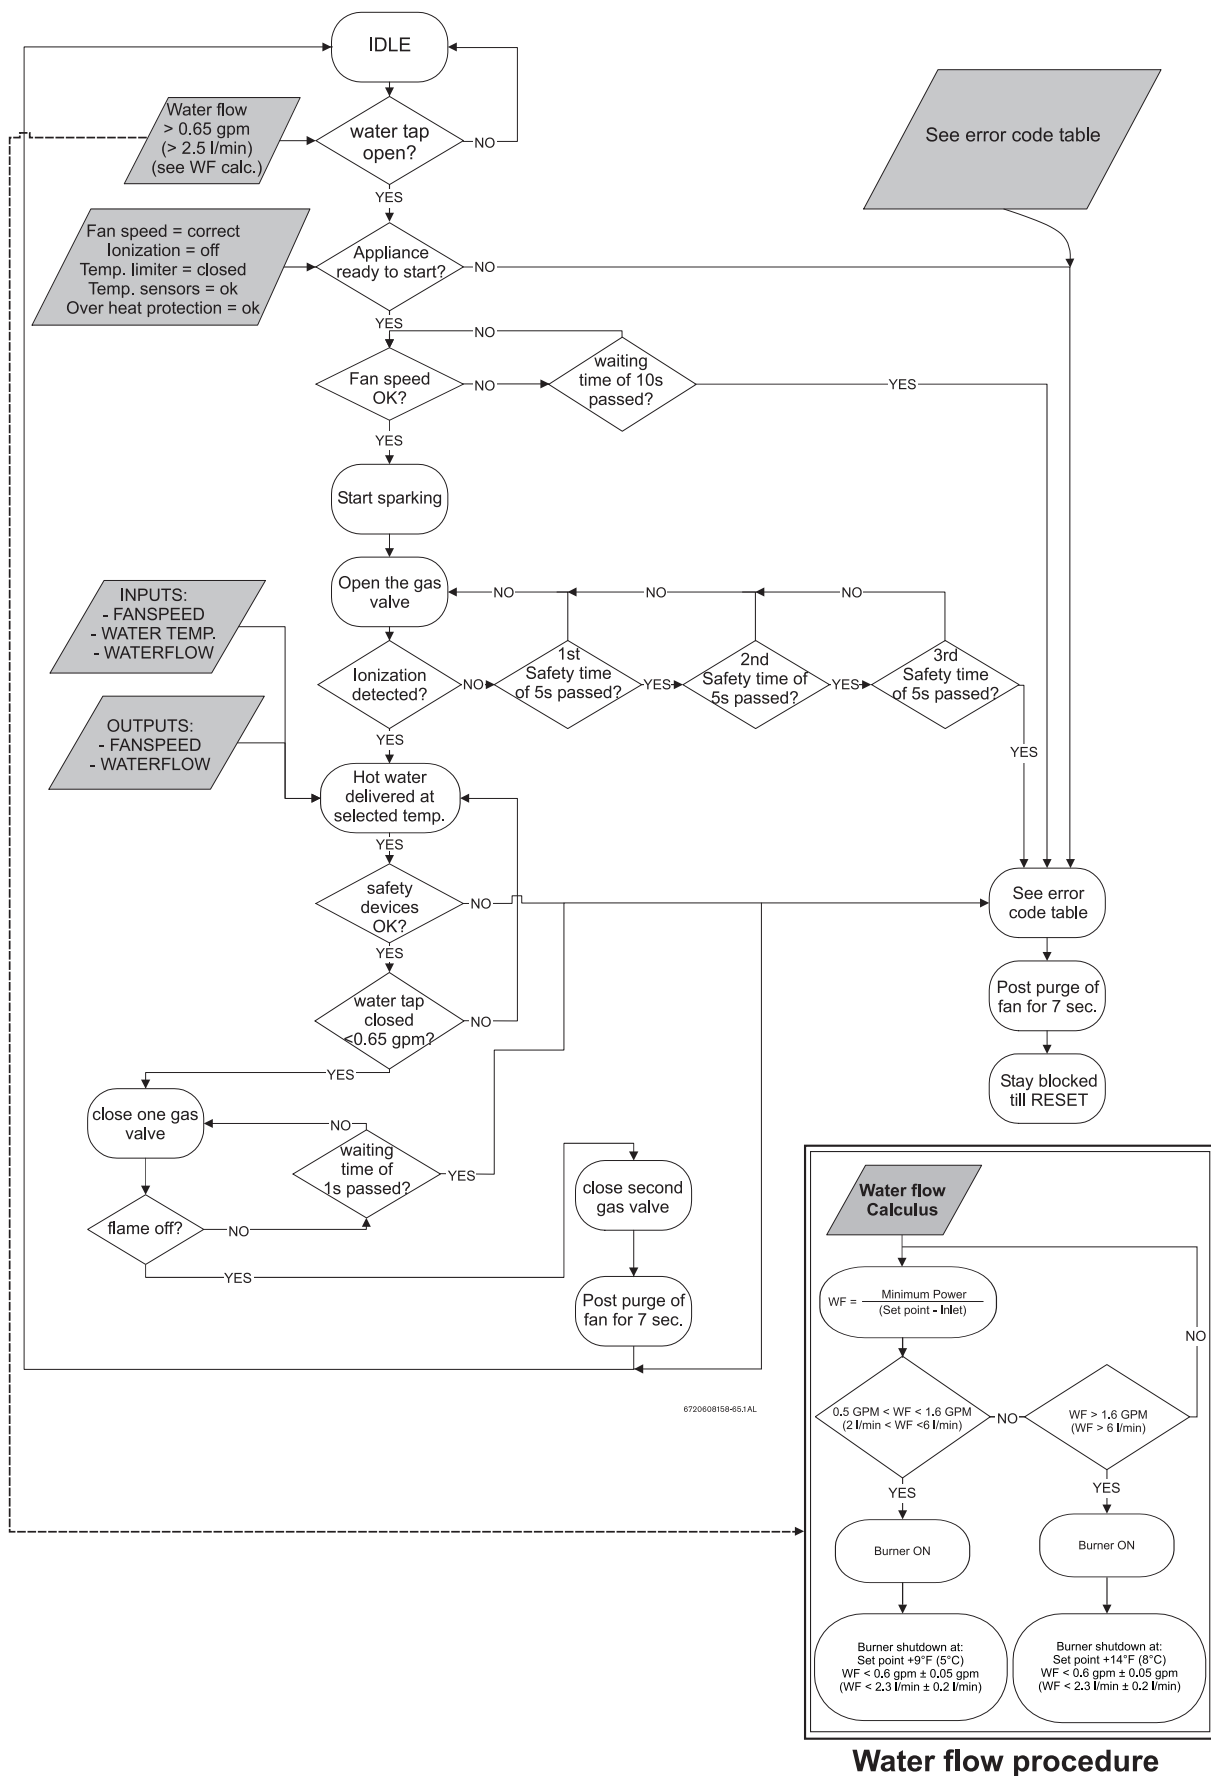 IDLE
Water flow
> 0.65 gpm
(> 2.5 l/min)
(see WF calc.)
water tap
open?
NO
See error code table
YES
Fan speed = correct
Ionization = off
Temp. limiter = closed
Temp. sensors = ok
Over heat protection = ok
Appliance
ready to start?
NO
YES
NO
Fan speed
OK?
NO
waiting
time of 10s
passed?
YES
YES
Start sparking
Open the gas
valve
NO
NO
NO
INPUTS:
- FANSPEED
- WATER TEMP.
- WATERFLOW
Ionization
detected?
NO
1st
Safety time
of 5s passed?
YES
2nd
Safety time of
5s passed?
YES
3rd
Safety time
of 5s passed?
YES
YES
OUTPUTS:
- FANSPEED
- WATERFLOW
Hot water
delivered at
selected temp.
YES
safety
devices
OK?
NO
See error
code table
YES
water tap
closed
<0.65 gpm?
NO
Post purge of
fan for 7 sec.
YES
Stay blocked
till RESET
close one gas
valve
NO
waiting
time of
1s passed?
YES
close second
gas valve
flame off?
NO
YES
Post purge of
fan for 7 sec.
6720608158-65.1AL
Water flow
Calculus
WF = Minimum Power
(Set point - Inlet)
NO
0.5 GPM < WF < 1.6 GPM
(2 l/min < WF <6 l/min)
NO
WF > 1.6 GPM
(WF > 6 l/min)
YES
YES
Burner ON
Burner ON
Burner shutdown at:
Set point +9°F (5°C)
WF < 0.6 gpm ± 0.05 gpm
(WF < 2.3 l/min ± 0.2 l/min)
Burner shutdown at:
Set point +14°F (8°C)
WF < 0.6 gpm ± 0.05 gpm
(WF < 2.3 l/min ± 0.2 l/min)
Water flow procedure